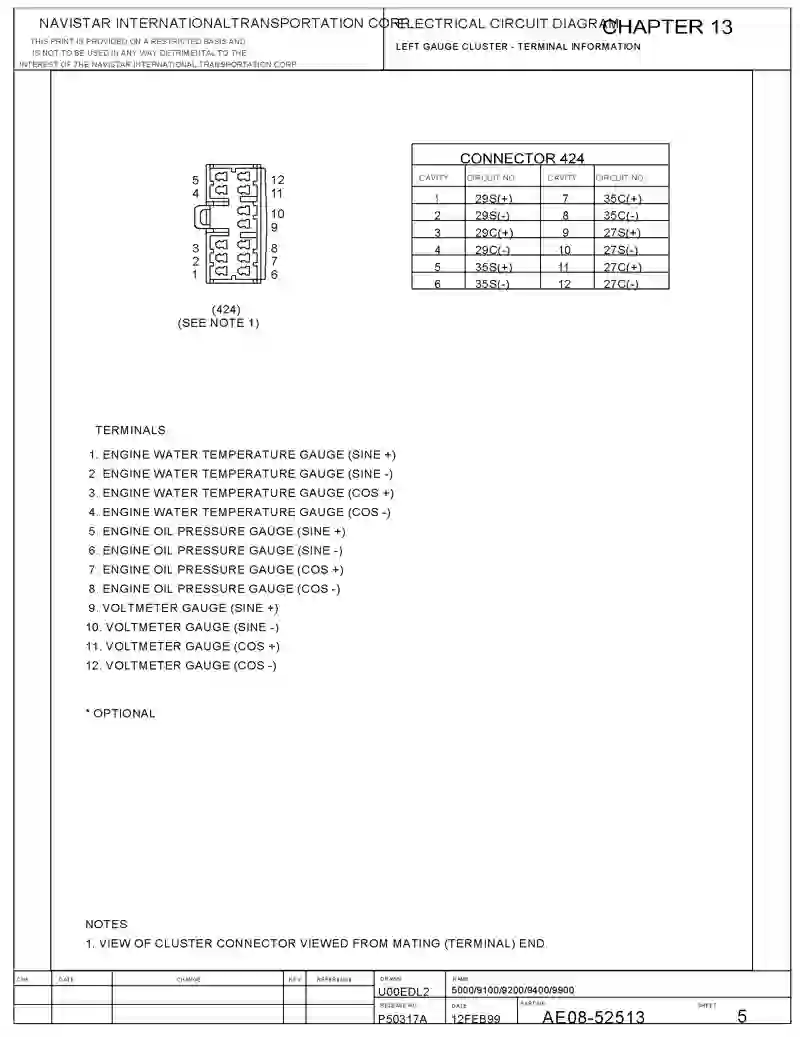 NAVISTAR INTERNATIONALTRANSPORTATION CORP.
THIS PRINT IS PROVIDED ON A RESTRICTED BASIS AND
IS NOT TO BE USED IN ANY WAY DETRIMENTAL TO THE
INTEREST OF THE NAVISTAR INTERNATIONAL TRANSPORTATION CORP.
ELECTRICAL CIRCUIT DIAGRAM
CHAPTER 13
LEFT GAUGE CLUSTER - TERMINAL INFORMATION
5 12
4 11
10
9
3 8
2 7
1 6
(424)
(SEE NOTE 1)
CONNECTOR 424
CAVITY CIRCUIT NO. CAVITY CIRCUIT NO.
1 29S(+) 7 35C(+)
2 29S(-) 8 35C(-)
3 29C(+) 9 27S(+)
4 29C(-) 10 27S(-)
5 35S(+) 11 27C(+)
6 35S(-) 12 27C(-)
TERMINALS
1. ENGINE WATER TEMPERATURE GAUGE (SINE +)
2 ENGINE WATER TEMPERATURE GAUGE (SINE -)
3. ENGINE WATER TEMPERATURE GAUGE (COS +)
4. ENGINE WATER TEMPERATURE GAUGE (COS -)
5. ENGINE OIL PRESSURE GAUGE (SINE +)
6. ENGINE OIL PRESSURE GAUGE (SINE -)
7 ENGINE OIL PRESSURE GAUGE (COS +)
8. ENGINE OIL PRESSURE GAUGE (COS -)
9. VOLTMETER GAUGE (SINE +)
10. VOLTMETER GAUGE (SINE -)
11. VOLTMETER GAUGE (COS +)
12. VOLTMETER GAUGE (COS -)
* OPTIONAL
NOTES
1. VIEW OF CLUSTER CONNECTOR VIEWED FROM MATING (TERMINAL) END.
CHK DATE CHANGE REV REFERENCE DRAWN NAME
U00EDL2 5000/9100/9200/9400/9900
RELEASE NO. DATE PART NO. SHEET
P50317A 12FEB99 AE08-52513 5